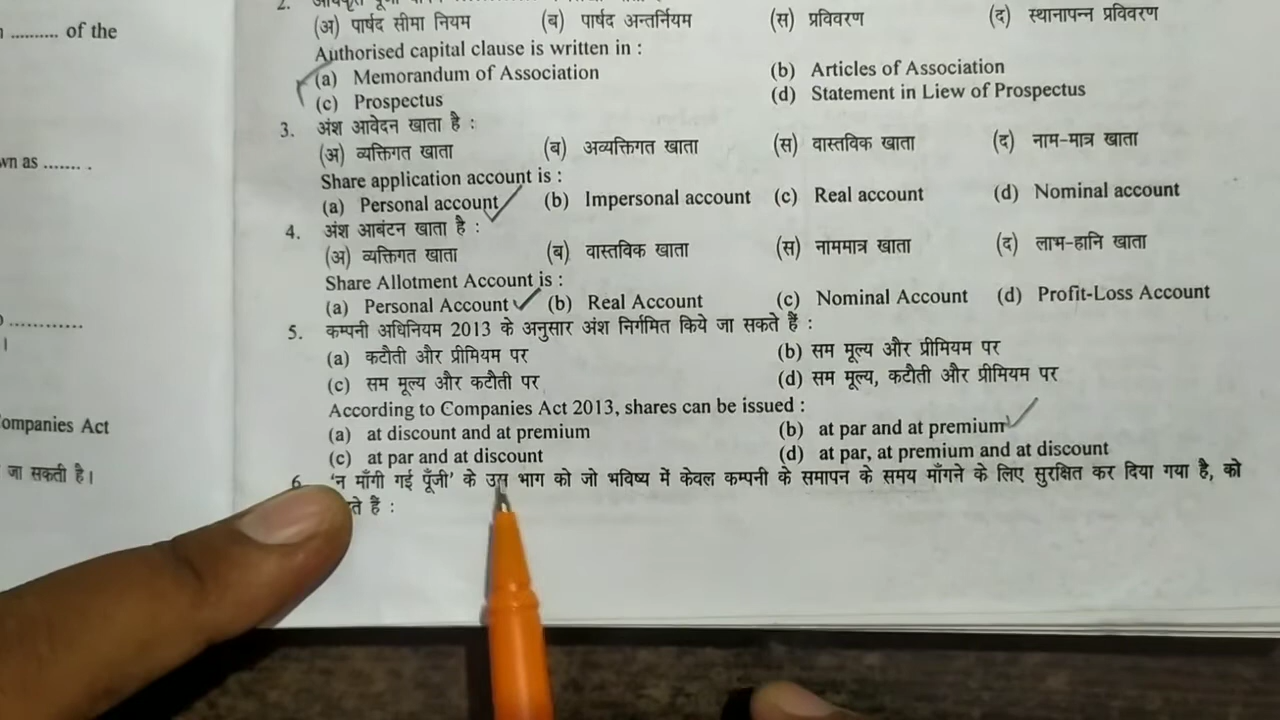 .......... of the
wn as ....... .
............
ompanies Act
जा सकती है।
2.
(अ) पार्षद सीमा नियम (ब) पार्षद अन्तर्नियम (स) प्रविवरण (द) स्थानापन्न प्रविवरण
Authorised capital clause is written in :
(a) Memorandum of Association (b) Articles of Association
(c) Prospectus (d) Statement in Liew of Prospectus
3. अंश आवेदन खाता है :
(अ) व्यक्तिगत खाता (ब) अव्यक्तिगत खाता (स) वास्तविक खाता (द) नाम-मात्र खाता
Share application account is :
(a) Personal account (b) Impersonal account (c) Real account (d) Nominal account
4. अंश आबंटन खाता है :
(अ) व्यक्तिगत खाता (ब) वास्तविक खाता (स) नाममात्र खाता (द) लाभ-हानि खाता
Share Allotment Account is :
(a) Personal Account (b) Real Account (c) Nominal Account (d) Profit-Loss Account
5. कम्पनी अधिनियम 2013 के अनुसार अंश निर्गमित किये जा सकते हैं :
(a) कटौती और प्रीमियम पर (b) सम मूल्य और प्रीमियम पर
(c) सम मूल्य और कटौती पर (d) सम मूल्य, कटौती और प्रीमियम पर
According to Companies Act 2013, shares can be issued :
(a) at discount and at premium (b) at par and at premium
(c) at par and at discount (d) at par, at premium and at discount
6. 'न माँगी गई पूँजी' के उस भाग को जो भविष्य में केवल कम्पनी के समापन के समय माँगने के लिए सुरक्षित कर दिया गया है, को
ते हैं :